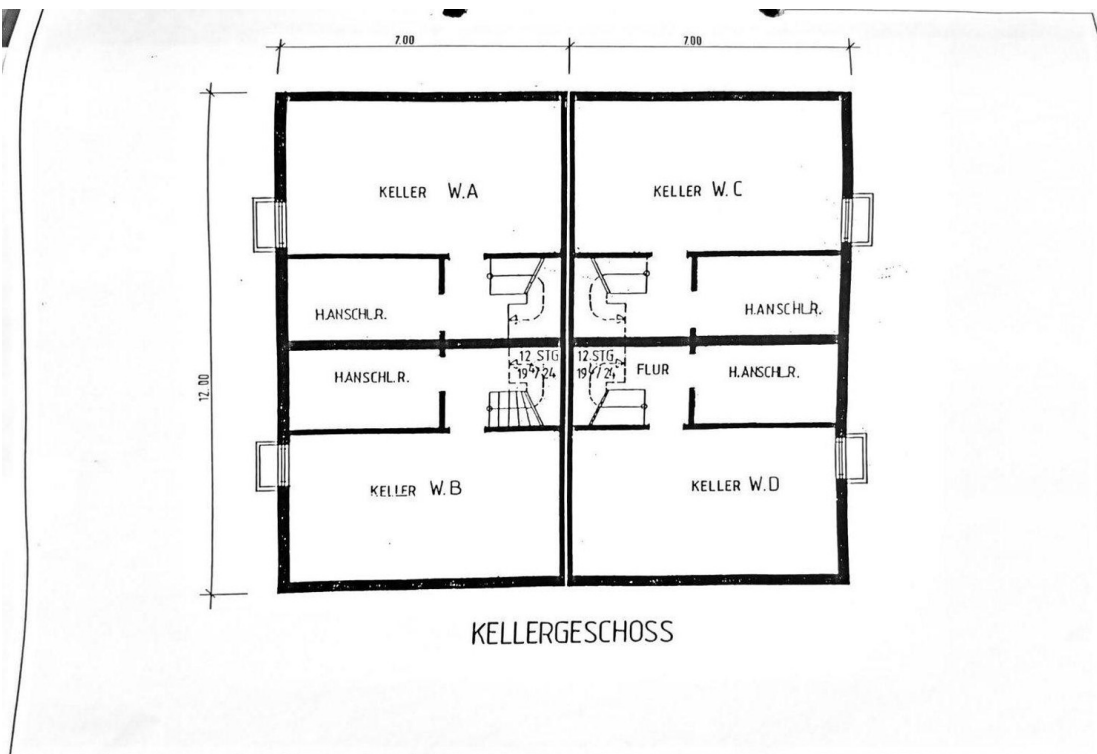 7.00
7.00
12.00
KELLER W.A
KELLER W.C
H.ANSCHL.R.
H.ANSCHL.R.
12 STG
12 STG
FLUR
H.ANSCHL.R.
H.ANSCHL.R.
KELLER W.B
KELLER W.D
KELLERGESCHOSS